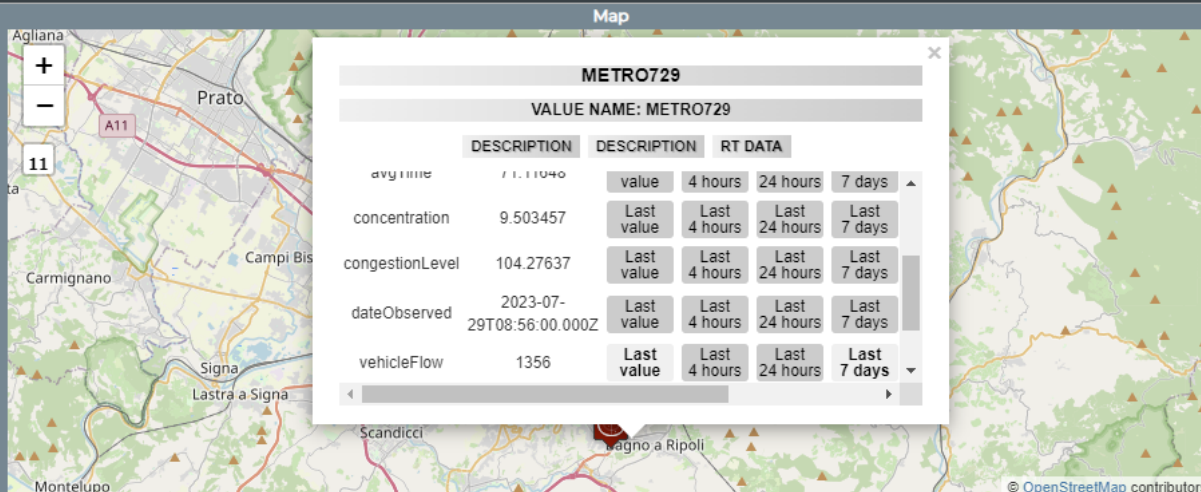 Map
Agliana
+
−
Prato
A11
11
ta
Campi Bis
Carmignano
Signa
Lastra a Signa
Scandicci
Bagno a Ripoli
Montelupo
×
METRO729
VALUE NAME: METRO729
DESCRIPTION DESCRIPTION RT DATA
avgTime 71.11648 value 4 hours 24 hours 7 days
concentration 9.503457 Last value Last 4 hours Last 24 hours Last 7 days
congestionLevel 104.27637 Last value Last 4 hours Last 24 hours Last 7 days
dateObserved 2023-07-29T08:56:00.000Z Last value Last 4 hours Last 24 hours Last 7 days
vehicleFlow 1356 Last value Last 4 hours Last 24 hours Last 7 days
© OpenStreetMap contributor